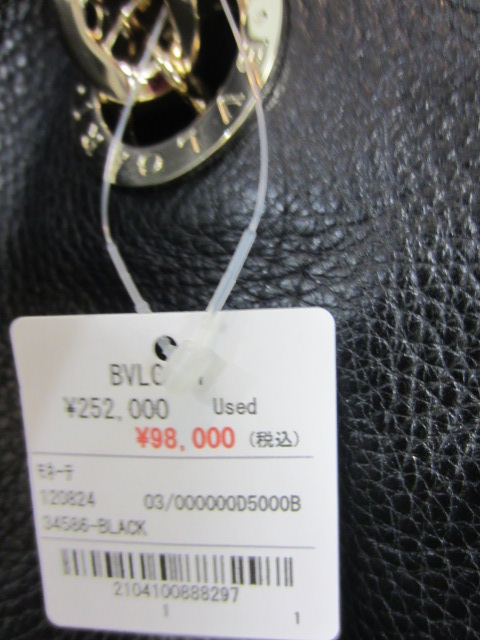 ¥252,000 Used
¥98,000 (税込)
ﾓﾈｰﾃ
120824 03/000000D5000B
34586-BLACK
2104100888297
1 1